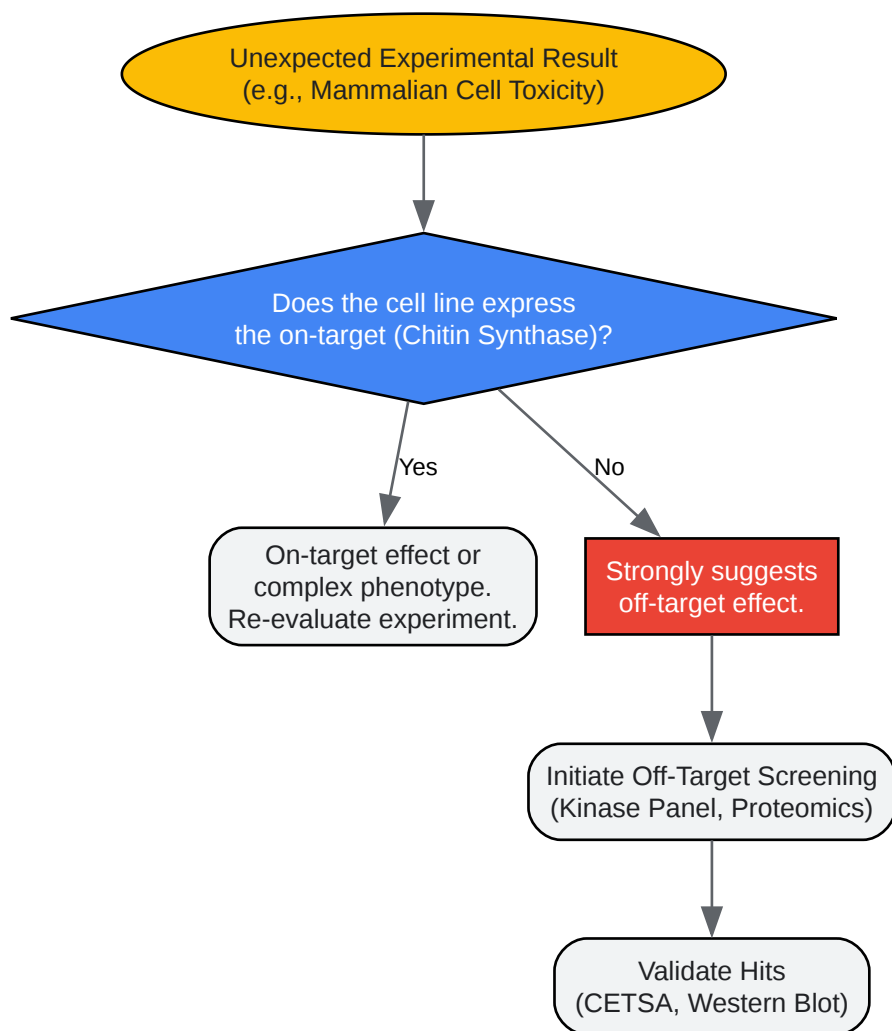 Unexpected Experimental Result
(e.g., Mammalian Cell Toxicity)
Does the cell line express
the on-target (Chitin Synthase)?
Yes
No
On-target effect or
complex phenotype.
Re-evaluate experiment.
Strongly suggests
off-target effect.
Initiate Off-Target Screening
(Kinase Panel, Proteomics)
Validate Hits
(CETSA, Western Blot)